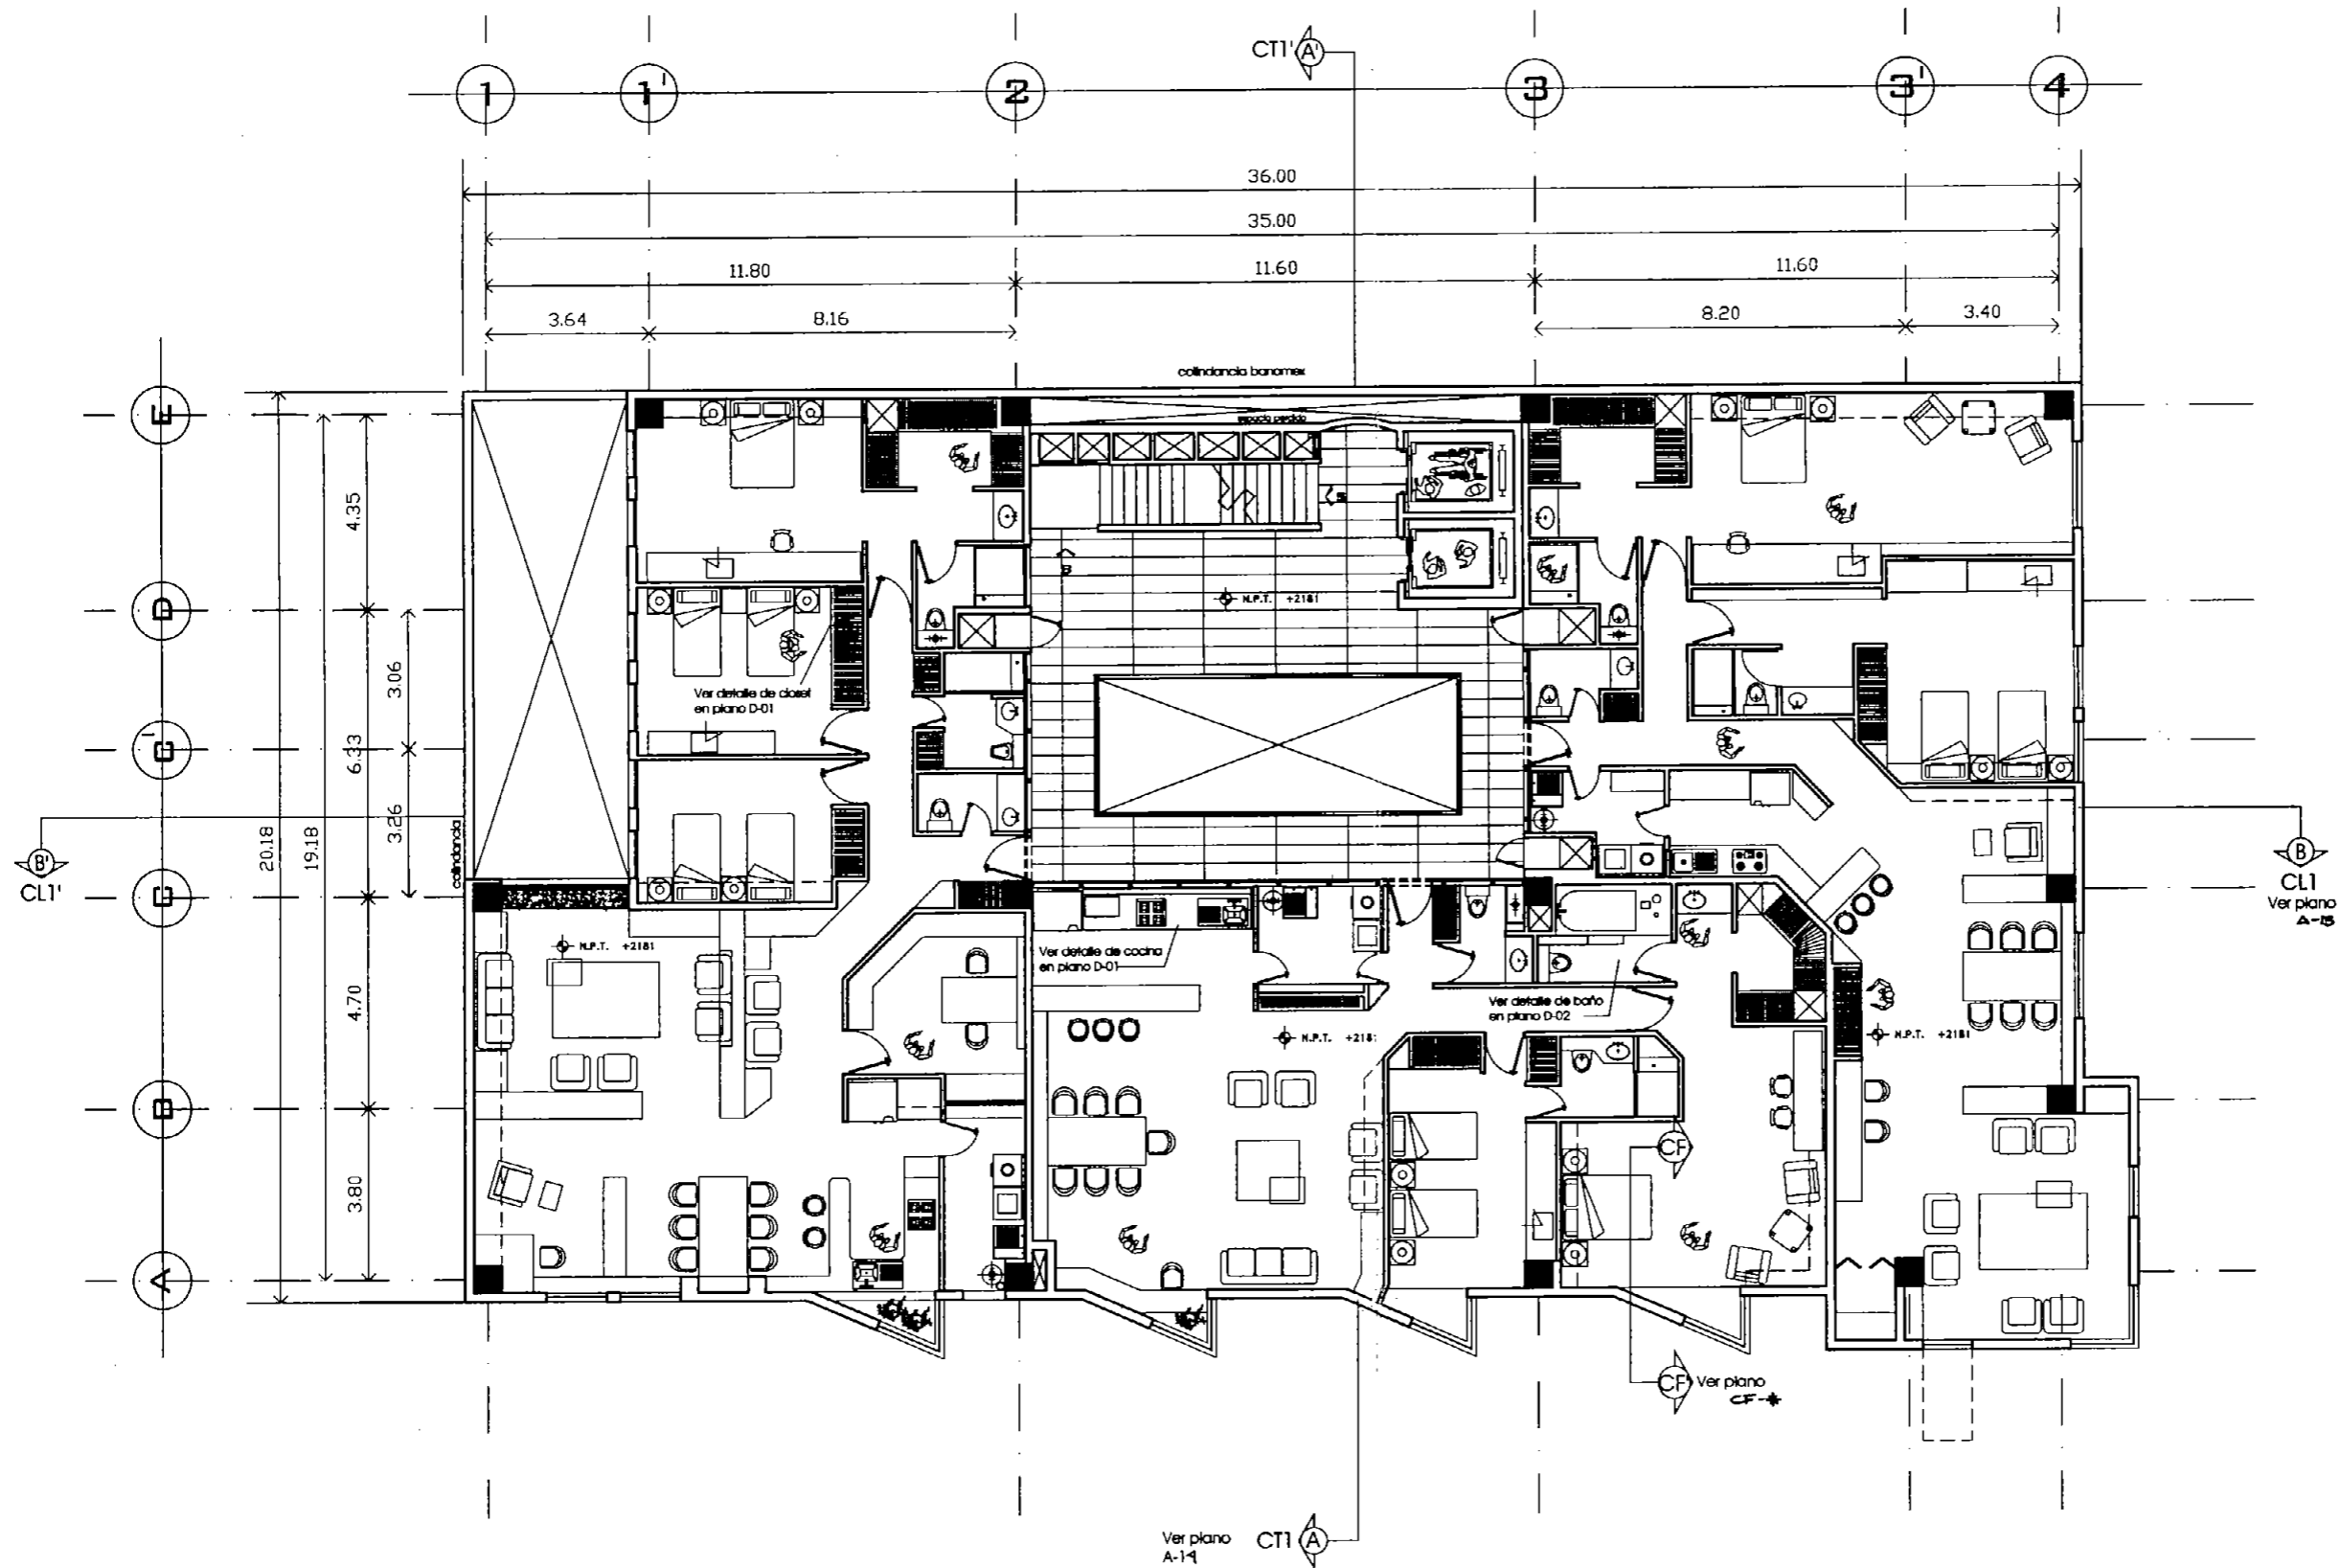 CT1' A'
1 1' 2 3 3' 4
36.00
35.00
11.80 11.60 11.60
3.64 8.16 8.20 3.40
colindancia banamex
espacio perdido
E
4.35
S
B
N.P.T. +2181
D
3.06
Ver detalle de closet
en plano D-01
C'
6.33
3.26
20.18
19.18
colindancia
B'
CL1'
B
CL1
Ver plano
C
N.P.T. +2181
Ver detalle de cocina
en plano D-01
4.70
Ver detalle de baño
en plano D-02
N.P.T. +2181
N.P.T. +2181
B
CF
3.80
A
CF' Ver plano
CF-*
Ver plano
A-14
CT1 A